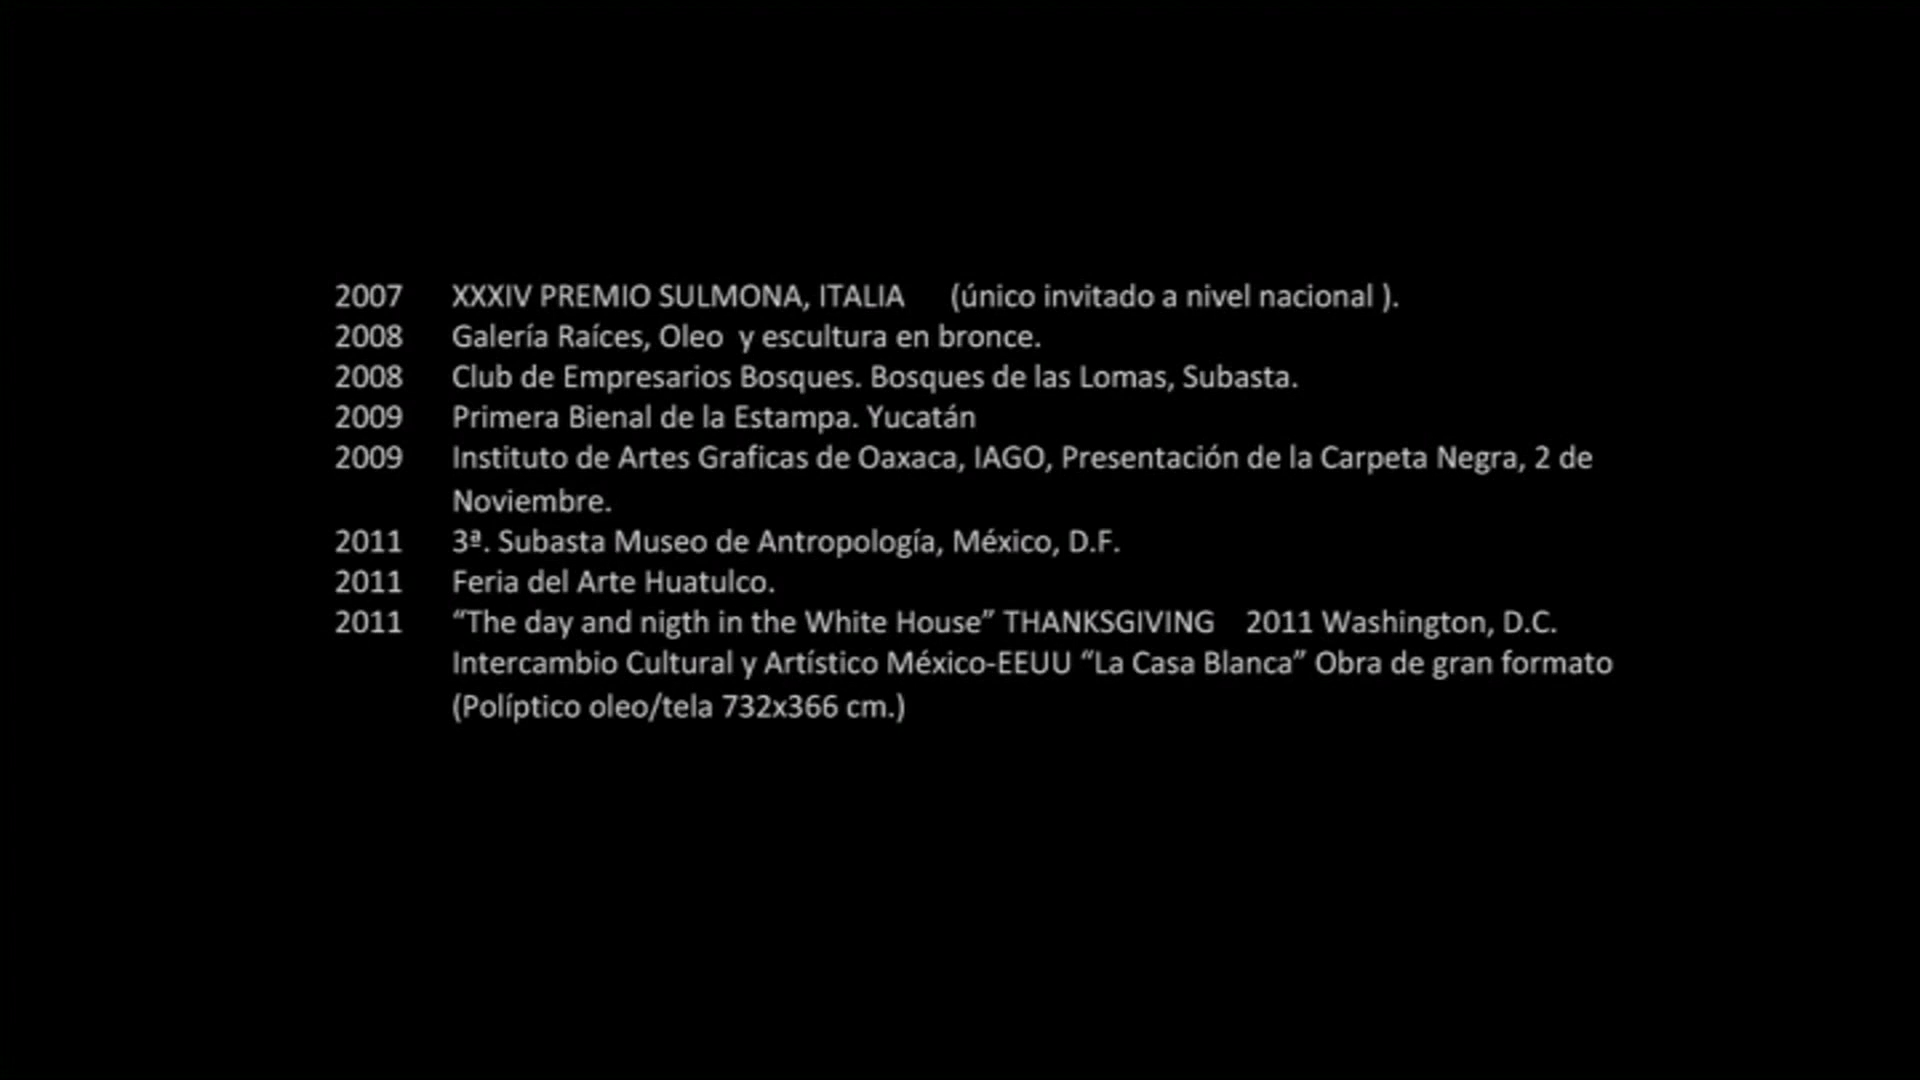 2007 XXXIV PREMIO SULMONA, ITALIA (único invitado a nivel nacional ).
2008 Galería Raíces, Oleo y escultura en bronce.
2008 Club de Empresarios Bosques. Bosques de las Lomas, Subasta.
2009 Primera Bienal de la Estampa. Yucatán
2009 Instituto de Artes Graficas de Oaxaca, IAGO, Presentación de la Carpeta Negra, 2 de
Noviembre.
2011 3ª. Subasta Museo de Antropología, México, D.F.
2011 Feria del Arte Huatulco.
2011 “The day and nigth in the White House” THANKSGIVING 2011 Washington, D.C.
Intercambio Cultural y Artístico México-EEUU “La Casa Blanca” Obra de gran formato
(Políptico oleo/tela 732x366 cm.)